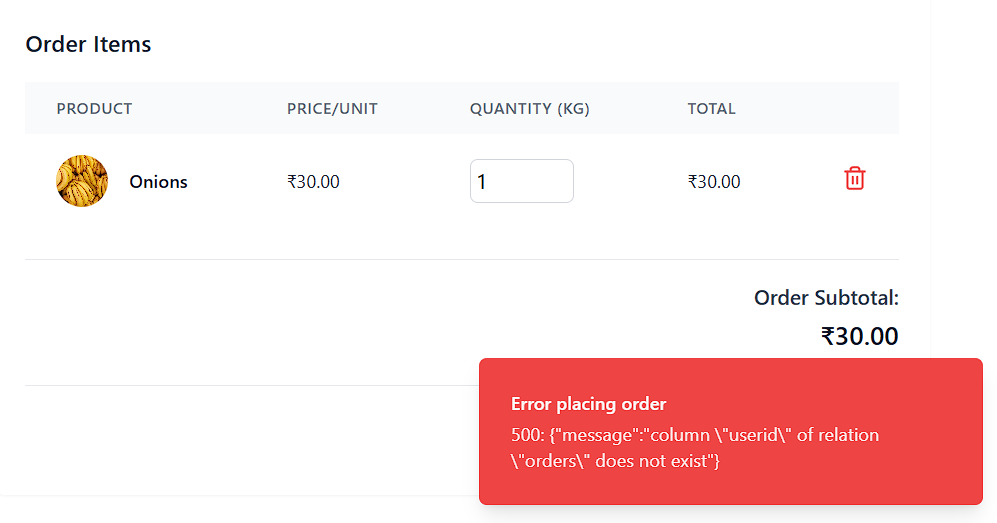 Order Items
PRODUCT PRICE/UNIT QUANTITY (KG) TOTAL
Onions ₹30.00 1 ₹30.00
Order Subtotal:
₹30.00
Error placing order
500: {"message":"column \"userid\" of relation
\"orders\" does not exist"}